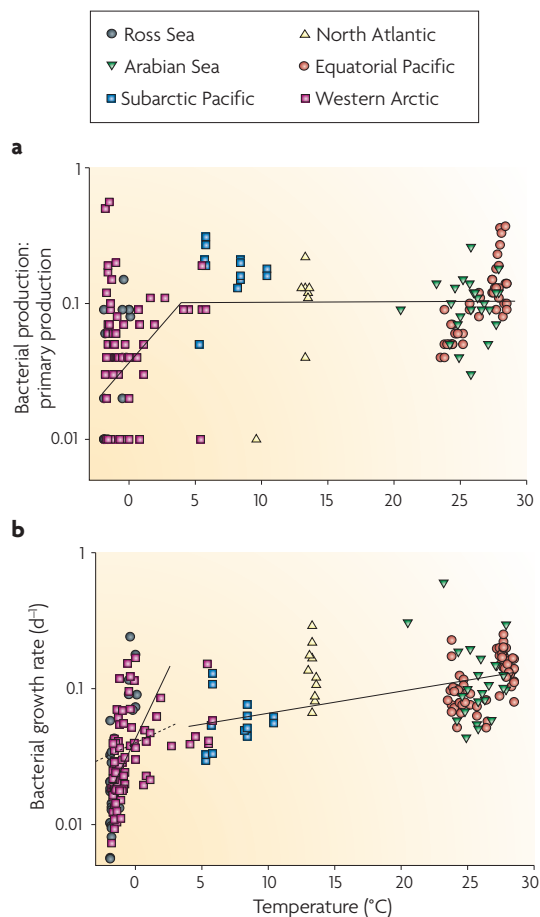 Ross Sea
North Atlantic
Arabian Sea
Equatorial Pacific
Subarctic Pacific
Western Arctic
a
Bacterial production:
primary production
1
0.1
0.01
0 5 10 15 20 25 30
b
Bacterial growth rate (d⁻¹)
1
0.1
0.01
0 5 10 15 20 25 30
Temperature (°C)